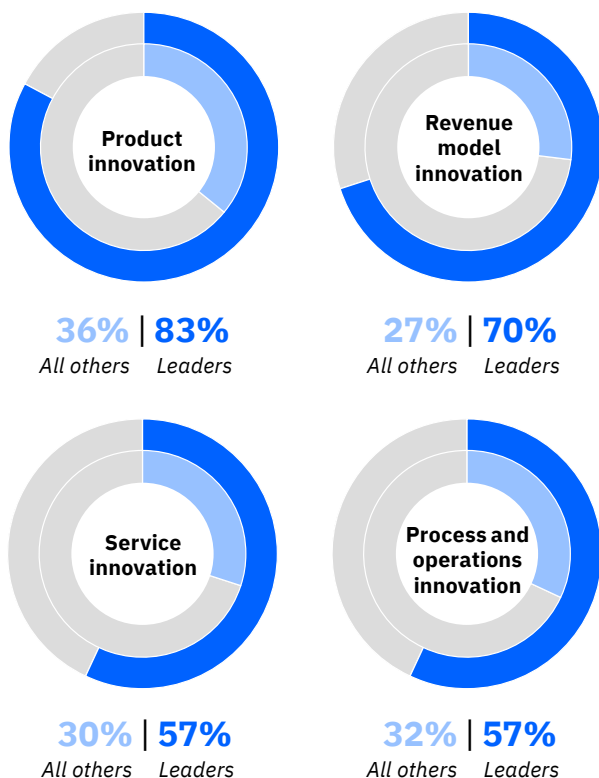 Product
innovation
36% | 83%
All others Leaders
Revenue
model
innovation
27% | 70%
All others Leaders
Service
innovation
30% | 57%
All others Leaders
Process and
operations
innovation
32% | 57%
All others Leaders